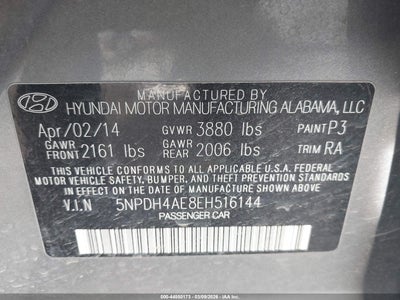 MANUFACTURED BY
HYUNDAI MOTOR MANUFACTURING ALABAMA, LLC
Apr/02/14 GVWR 3880 lbs PAINT P3
GAWR FRONT 2161 lbs GAWR REAR 2006 lbs TRIM RA
THIS VEHICLE CONFORMS TO ALL APPLICABLE U.S.A. FEDERAL
MOTOR VEHICLE SAFETY, BUMPER, AND THEFT PREVENTION
STANDARDS IN EFFECT ON THE DATE OF MANUFACTURE SHOWN ABOVE.
V.I.N 5NPDH4AE8EH516144
PASSENGER CAR